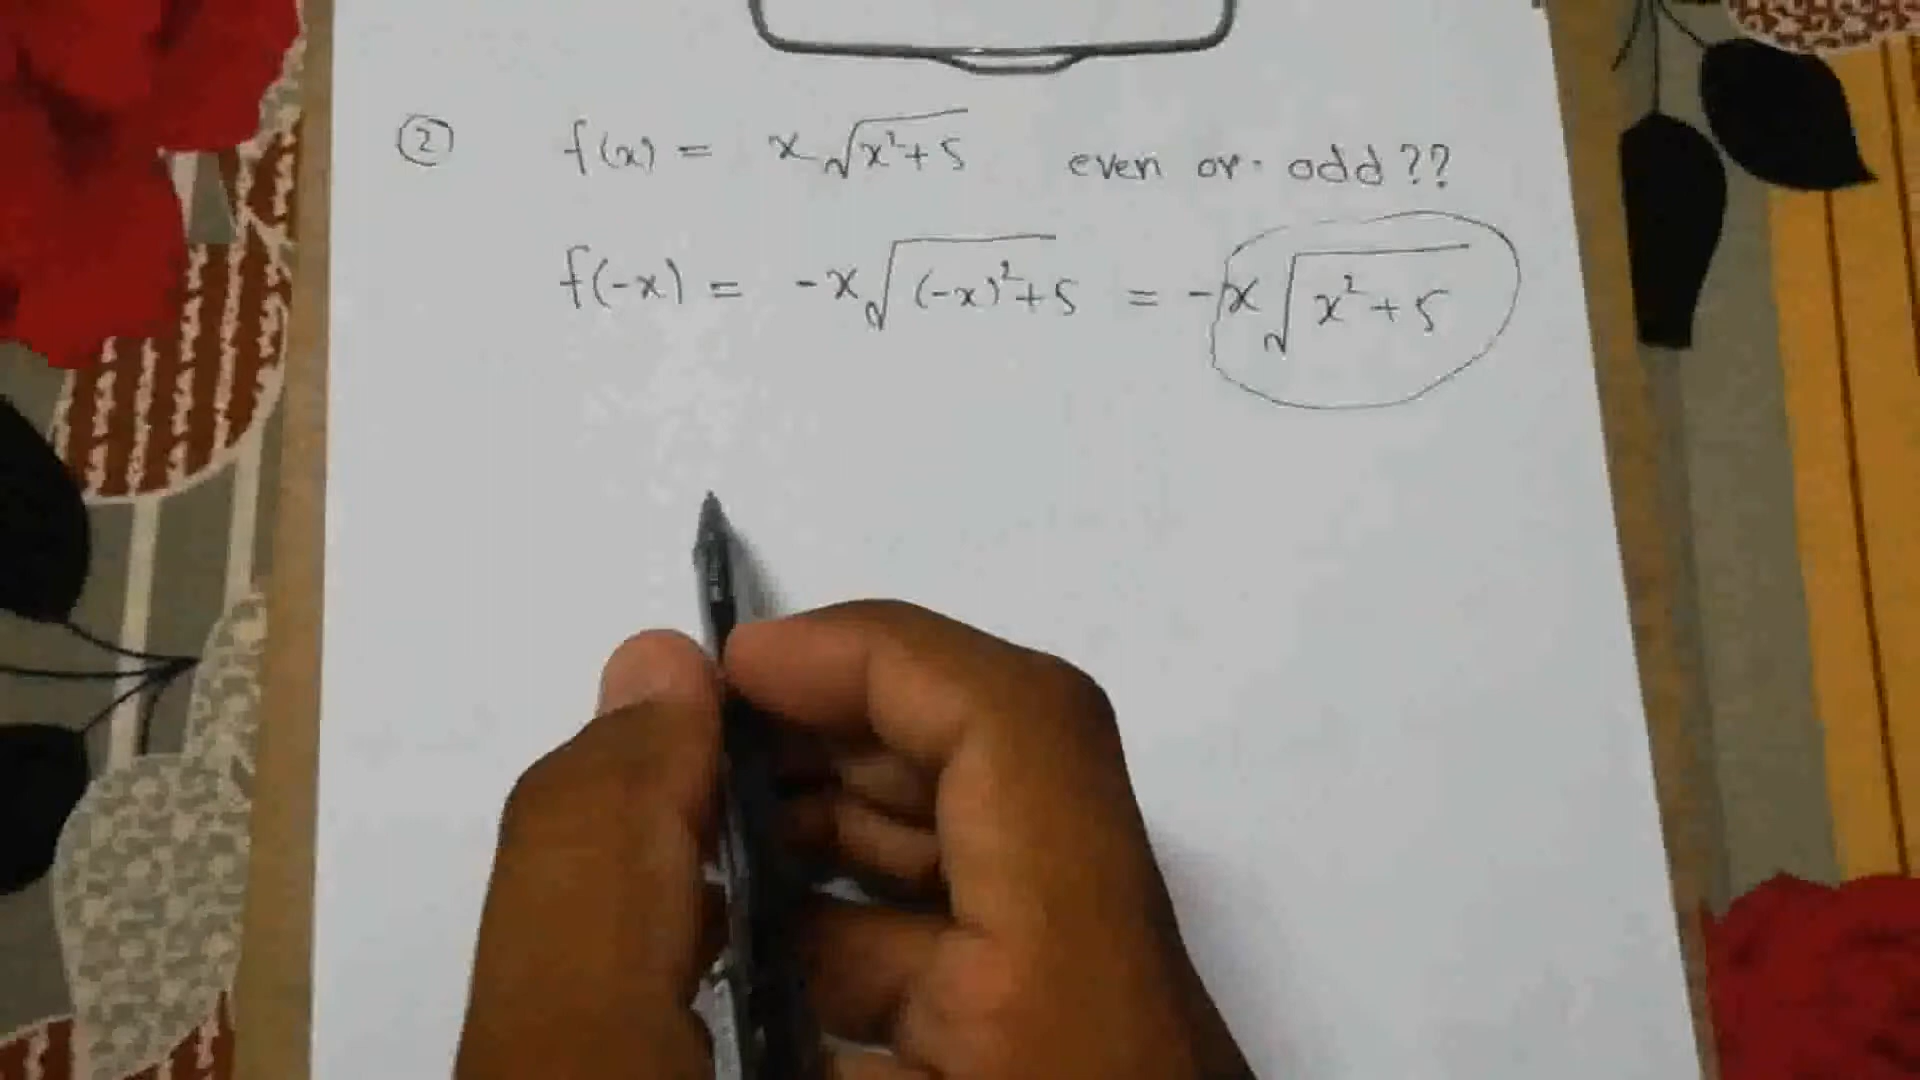 ② f(x) = x√(x²+5) even or odd??
f(-x) = -x√((-x)²+5) = -x√(x²+5)